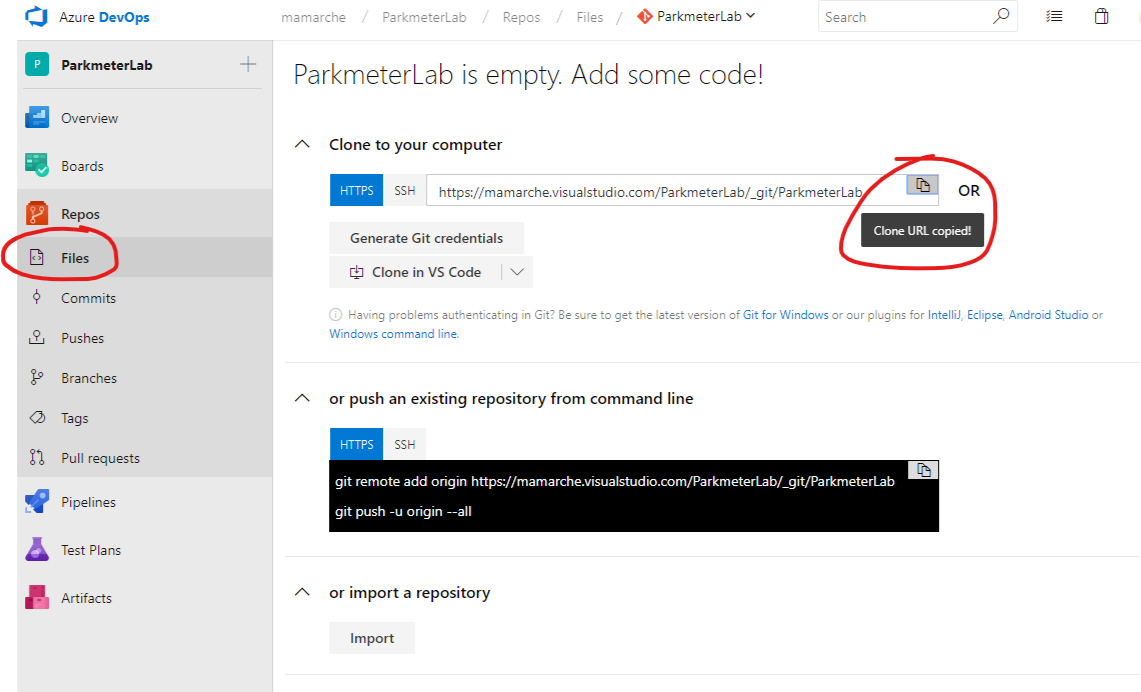 Azure DevOps
mamarche / ParkmeterLab / Repos / Files / ParkmeterLab
Search
P ParkmeterLab
Overview
Boards
Repos
Files
Commits
Pushes
Branches
Tags
Pull requests
Pipelines
Test Plans
Artifacts
ParkmeterLab is empty. Add some code!
Clone to your computer
HTTPS SSH https://mamarche.visualstudio.com/ParkmeterLab/_git/ParkmeterLab OR
Clone URL copied!
Generate Git credentials
Clone in VS Code
Having problems authenticating in Git? Be sure to get the latest version of Git for Windows or our plugins for IntelliJ, Eclipse, Android Studio or
Windows command line.
or push an existing repository from command line
HTTPS SSH
git remote add origin https://mamarche.visualstudio.com/ParkmeterLab/_git/ParkmeterLab
git push -u origin --all
or import a repository
Import